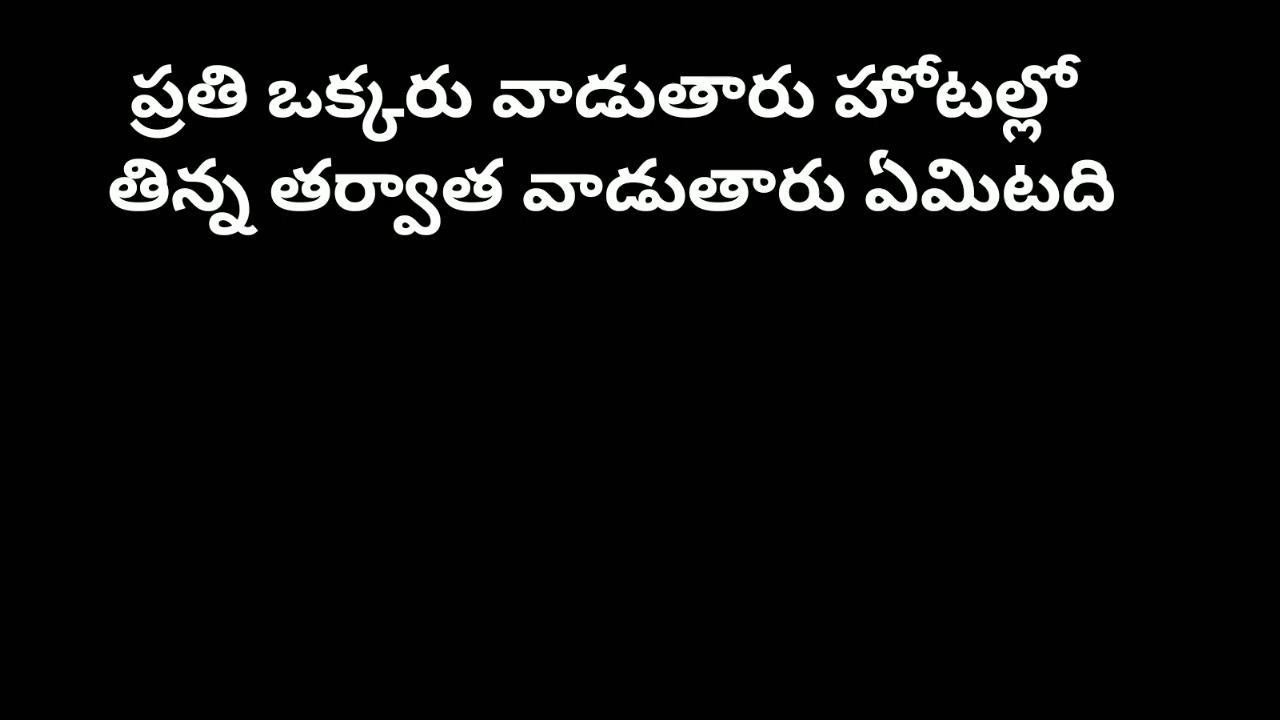 ప్రతి ఒక్కరు వాడుతారు హోటల్లో
తిన్న తర్వాత వాడుతారు ఏమిటది